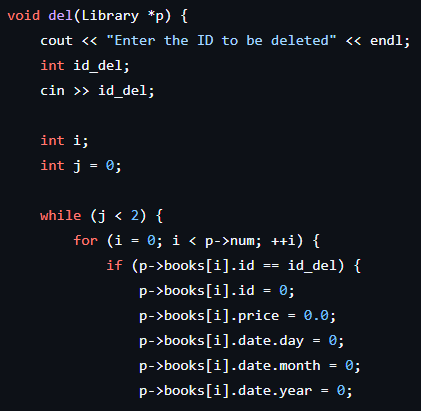 void del(Library *p) {
    cout << "Enter the ID to be deleted" << endl;
    int id_del;
    cin >> id_del;

    int i;
    int j = 0;

    while (j < 2) {
        for (i = 0; i < p->num; ++i) {
            if (p->books[i].id == id_del) {
                p->books[i].id = 0;
                p->books[i].price = 0.0;
                p->books[i].date.day = 0;
                p->books[i].date.month = 0;
                p->books[i].date.year = 0;